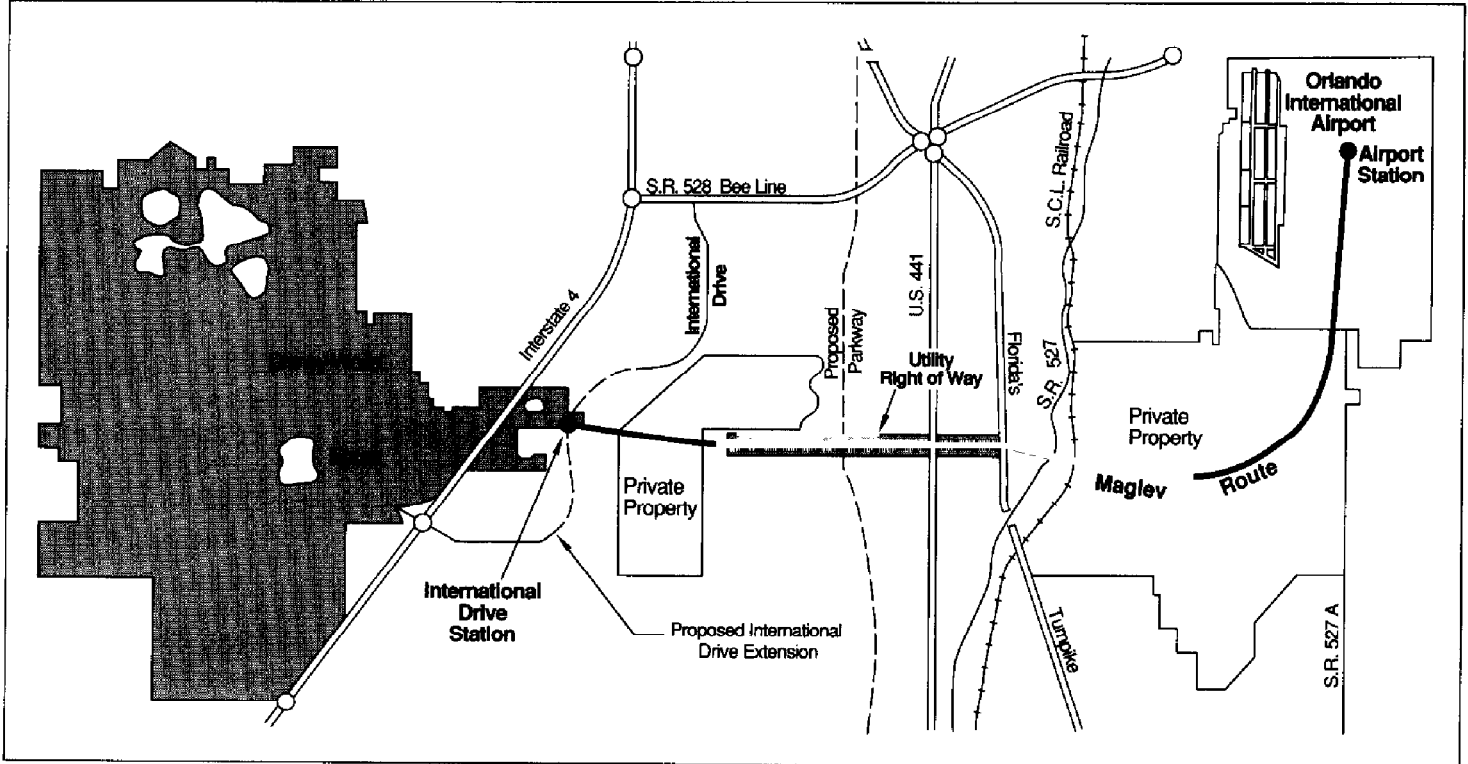 Orlando
International
Airport
Airport
Station
S.C.L. Railroad
S.R. 528 Bee Line
International
Drive
Interstate 4
Proposed
Parkway
U.S. 441
Utility
Right of Way
Florida's
S.R. 527
Private
Property
Maglev
Route
Private
Property
International
Drive
Station
Proposed International
Drive Extension
Turnpike
S.R. 527 A